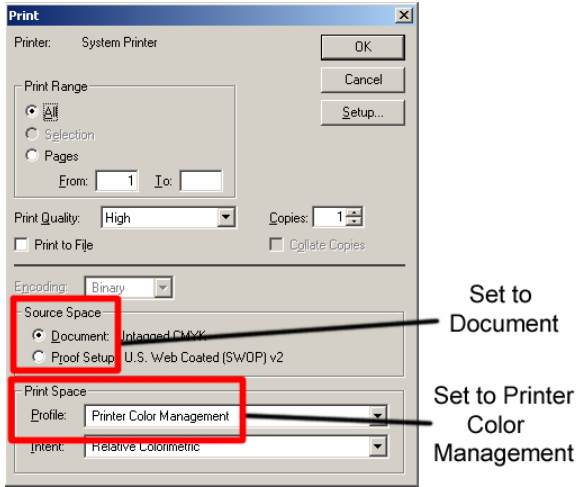 Print
Printer: System Printer
OK
Cancel
Setup...
Print Range
All
Selection
Pages
From: 1 To:
Print Quality: High
Copies: 1
Print to File
Collate Copies
Encoding: Binary
Source Space
Document: Untagged CMYK
Proof Setup: U.S. Web Coated (SWOP) v2
Set to
Document
Print Space
Profile: Printer Color Management
Intent: Relative Colorimetric
Set to Printer
Color
Management